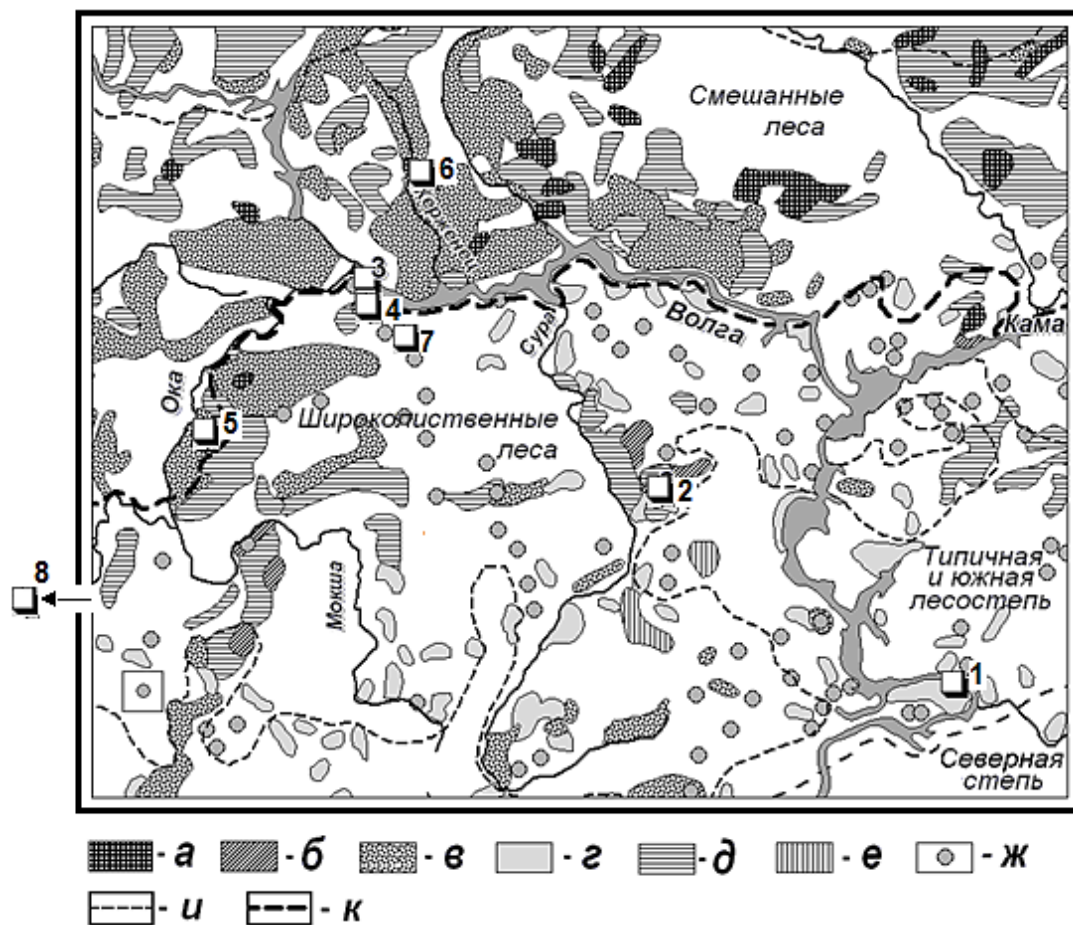 Смешанные
леса
6
Керженец
3
4
7
Сура
Волга
Кама
Ока
5
Широколиственные
леса
2
8
Мокша
Типичная
и южная
лесостепь
1
Северная
степь
- а
- б
- в
- г
- д
- е
- ж
- и
- к